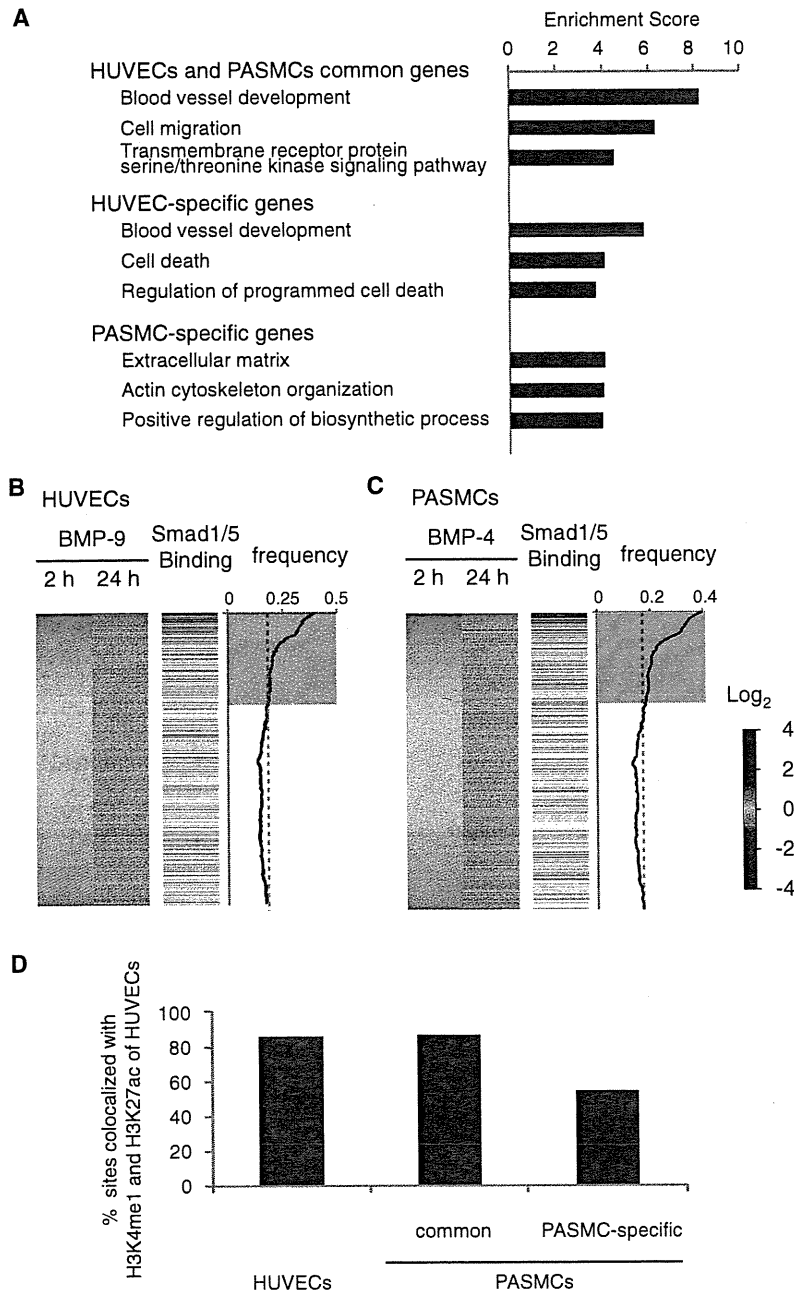 A
Enrichment Score
0 2 4 6 8 10
HUVECs and PASMCs common genes
Blood vessel development
Cell migration
Transmembrane receptor protein
serine/threonine kinase signaling pathway
HUVEC-specific genes
Blood vessel development
Cell death
Regulation of programmed cell death
PASMC-specific genes
Extracellular matrix
Actin cytoskeleton organization
Positive regulation of biosynthetic process
B
HUVECs
BMP-9
2 h 24 h
Smad1/5
Binding
frequency
0 0.25 0.5
C
PASMCs
BMP-4
2 h 24 h
Smad1/5
Binding
frequency
0 0.2 0.4
Log2
4
2
0
-2
-4
D
% sites colocalized with
H3K4me1 and H3K27ac of HUVECs
100
80
60
40
20
0
common
PASMC-specific
HUVECs
PASMCs